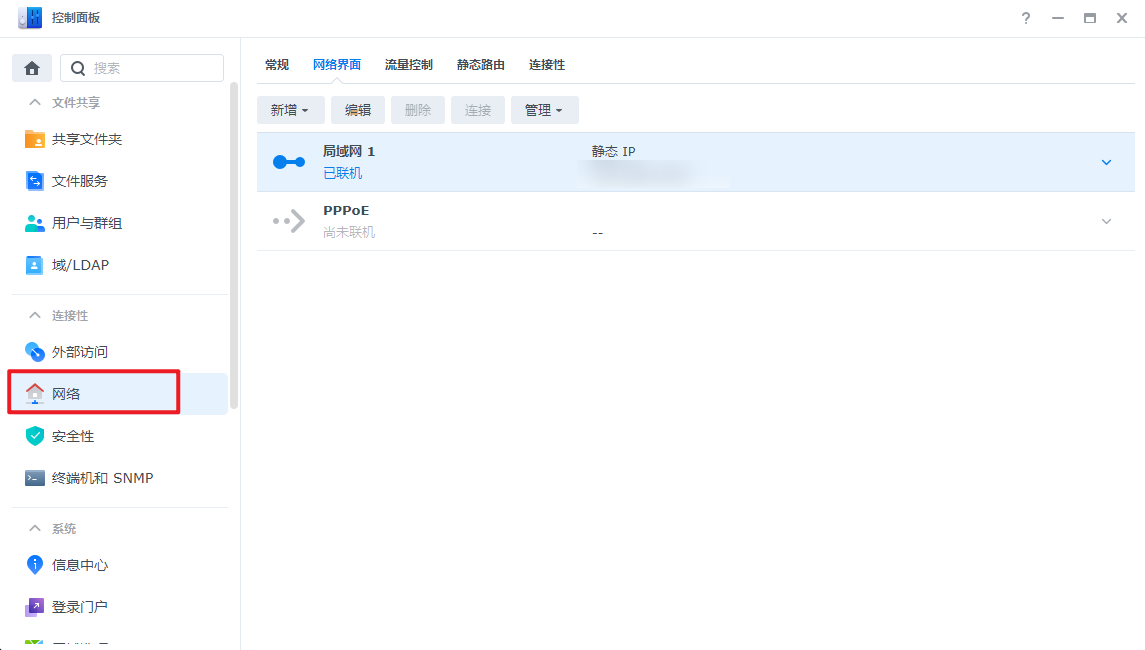 控制面板
搜索
文件共享
共享文件夹
文件服务
用户与群组
域/LDAP
连接性
外部访问
网络
安全性
终端机和 SNMP
系统
信息中心
登录门户
常规 网络界面 流量控制 静态路由 连接性
新增 编辑 删除 连接 管理
局域网 1 静态 IP
已联机
PPPoE
尚未联机 --